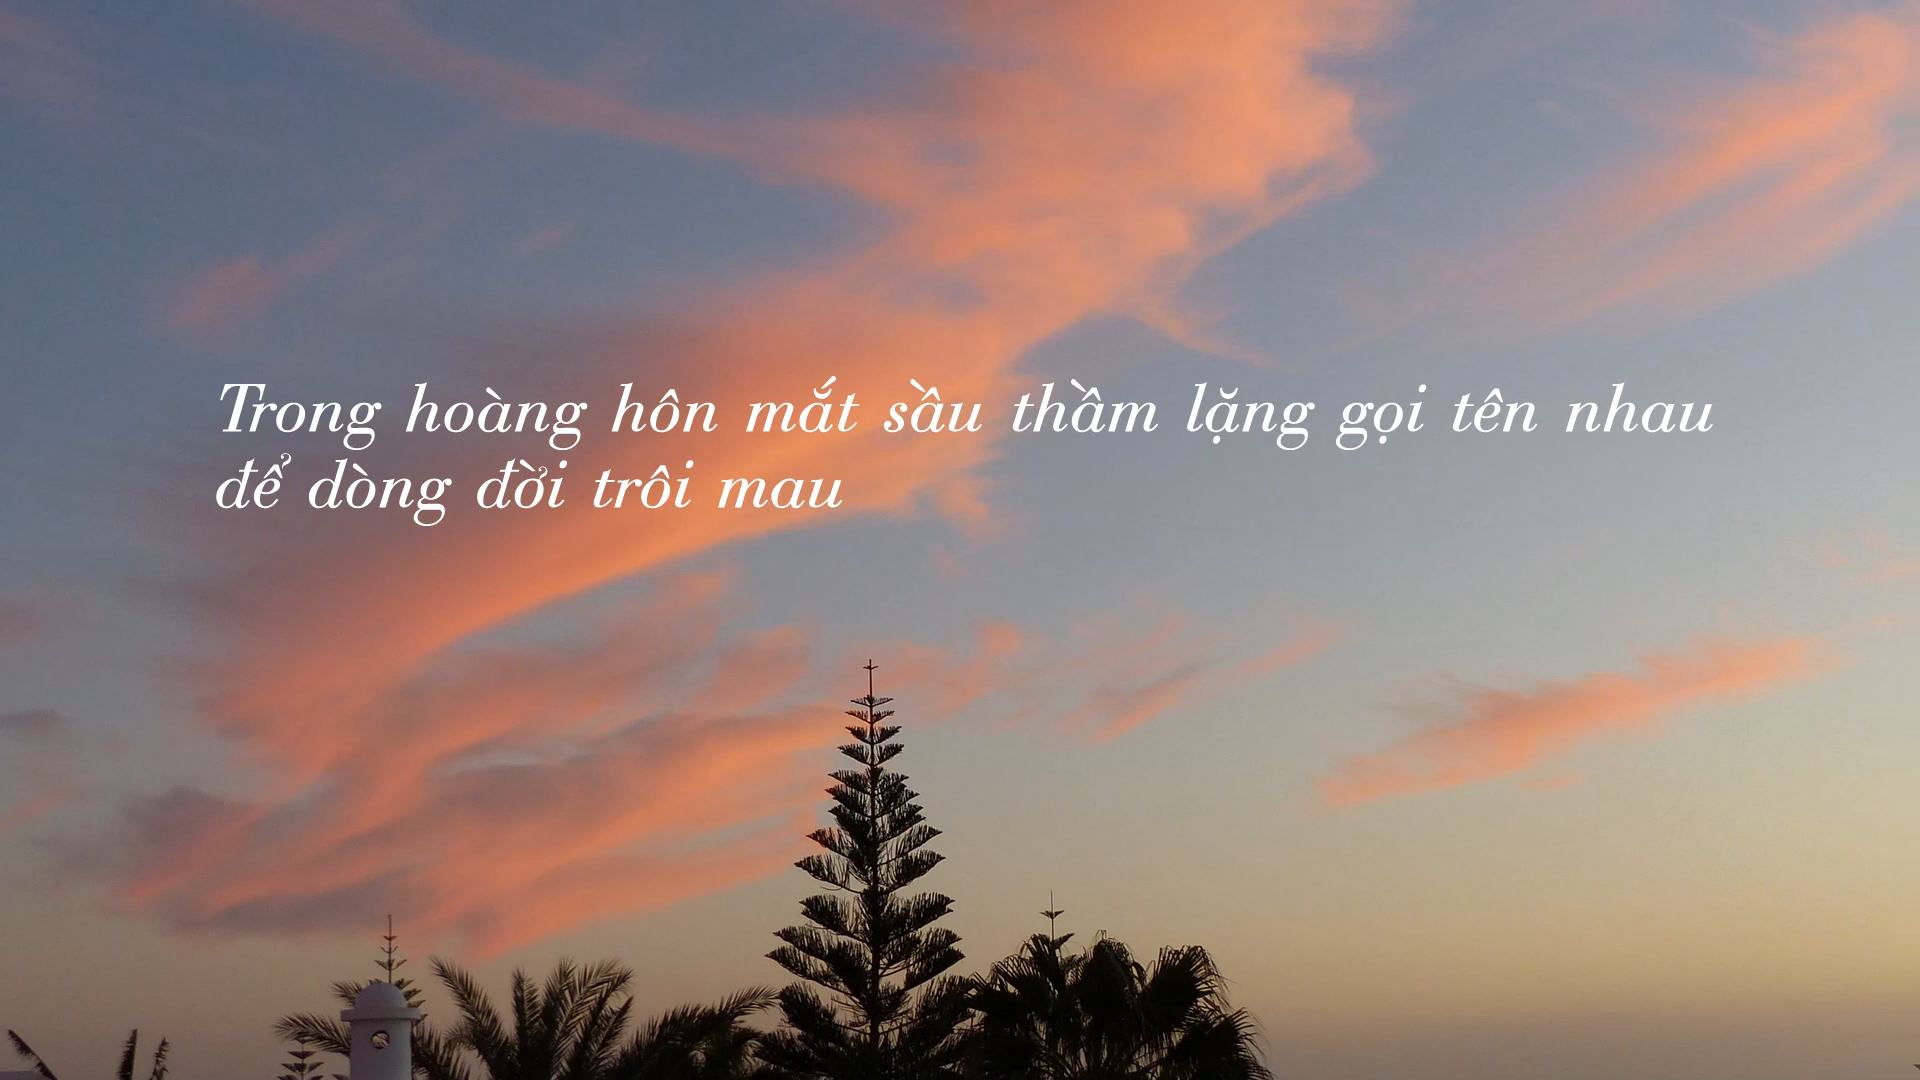 Trong hoàng hôn mắt sầu thầm lặng gọi tên nhau
để dòng đời trôi mau